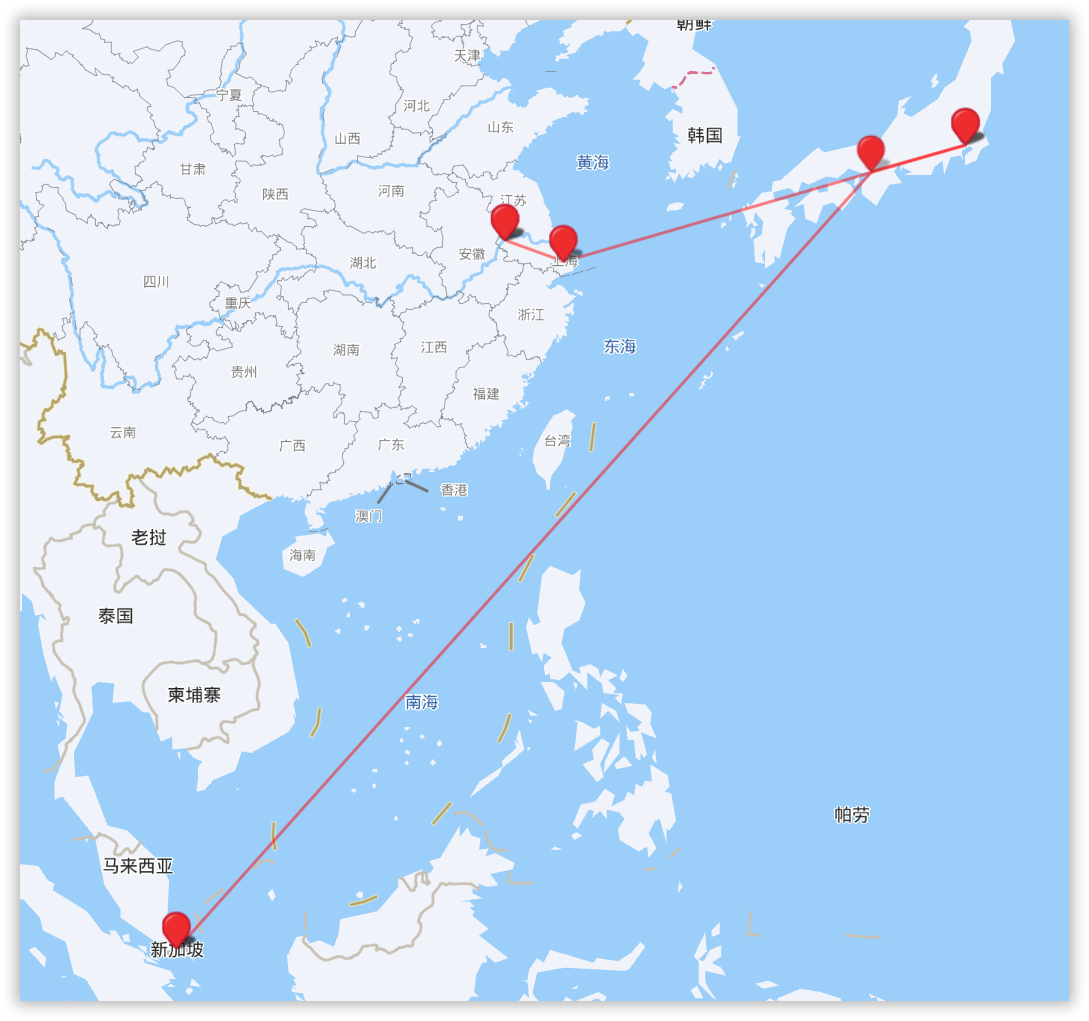 朝鲜
天津
宁夏
河北
山东
山西
韩国
黄海
甘肃
陕西
河南
江苏
安徽
上海
湖北
四川
重庆
浙江
东海
湖南
江西
贵州
福建
云南
广西
广东
台湾
香港
澳门
老挝
海南
泰国
柬埔寨
南海
帕劳
马来西亚
新加坡